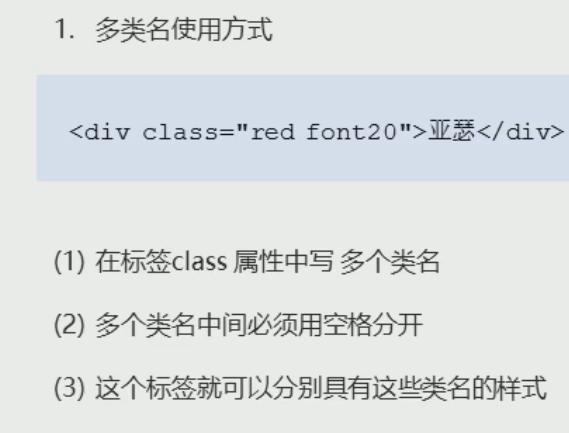 1. 多类名使用方式
<div class="red font20">亚瑟</div>
(1) 在标签class 属性中写 多个类名
(2) 多个类名中间必须用空格分开
(3) 这个标签就可以分别具有这些类名的样式